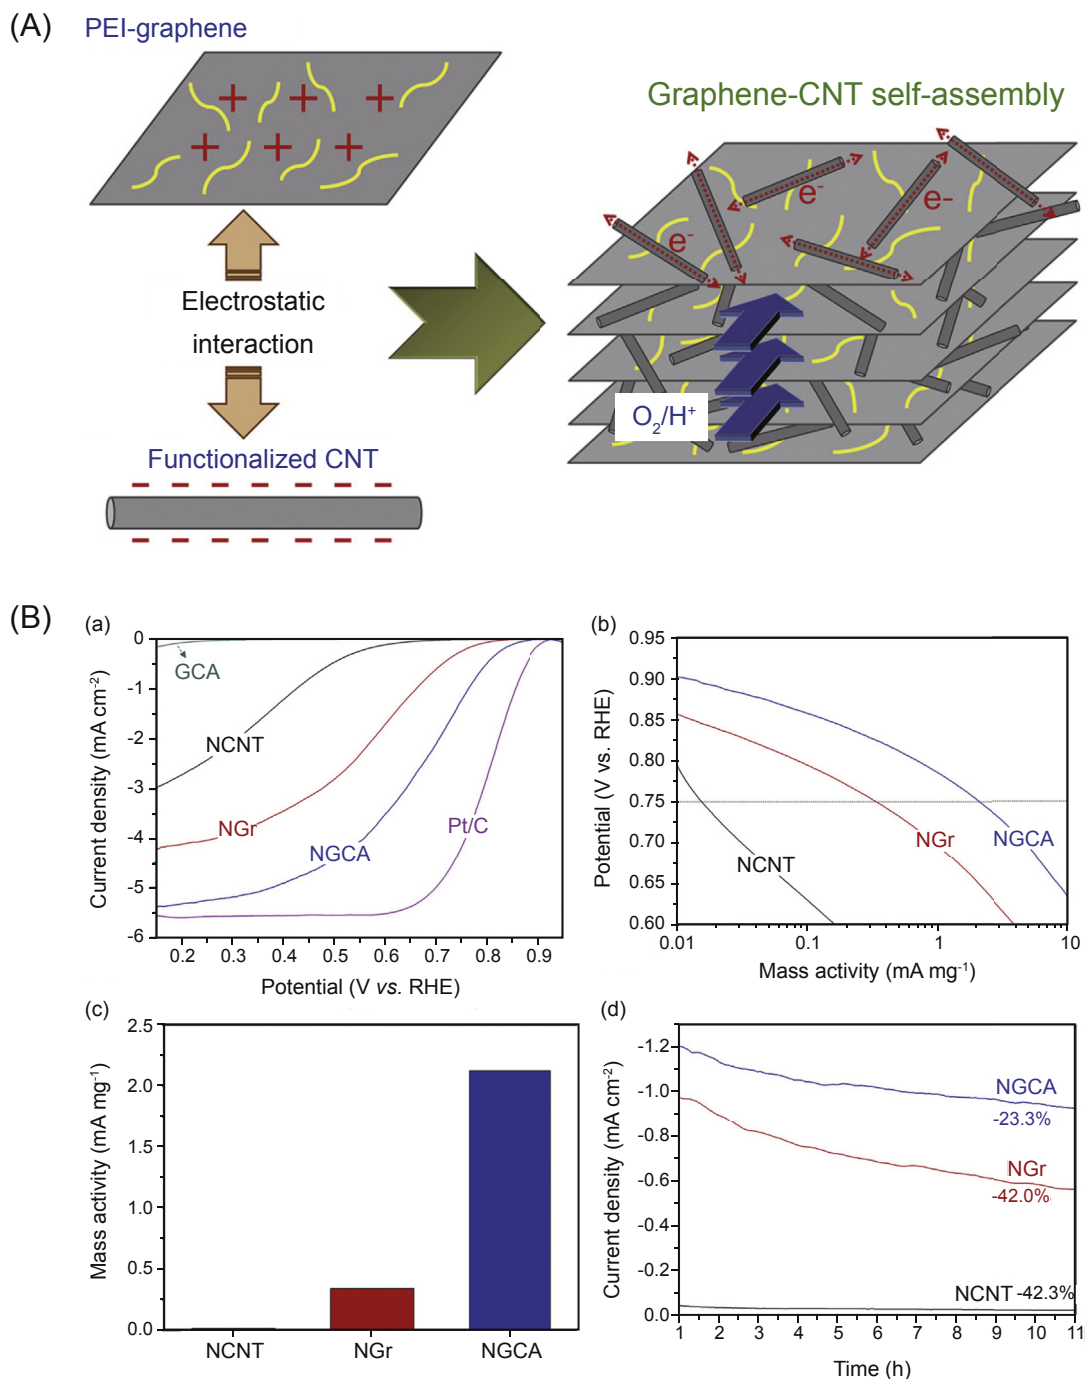 (A)
PEI-graphene
+ + +
+ + +
Electrostatic
interaction
Functionalized CNT
Graphene-CNT self-assembly
e-
e-
e-
O2/H+
(B)
(a)
Current density (mA cm-2)
0
-1
-2
-3
-4
-5
-6
GCA
NCNT
NGr
NGCA
Pt/C
0.2 0.3 0.4 0.5 0.6 0.7 0.8 0.9
Potential (V vs. RHE)
(b)
Potential (V vs. RHE)
0.95
0.90
0.85
0.80
0.75
0.70
0.65
0.60
NCNT
NGr
NGCA
0.01 0.1 1 10
Mass activity (mA mg-1)
(c)
Mass activity (mA mg-1)
2.5
2.0
1.5
1.0
0.5
0.0
NCNT NGr NGCA
(d)
Current density (mA cm-2)
-1.2
-1.0
-0.8
-0.6
-0.4
-0.2
0.0
NGCA
-23.3%
NGr
-42.0%
NCNT -42.3%
1 2 3 4 5 6 7 8 9 10 11
Time (h)